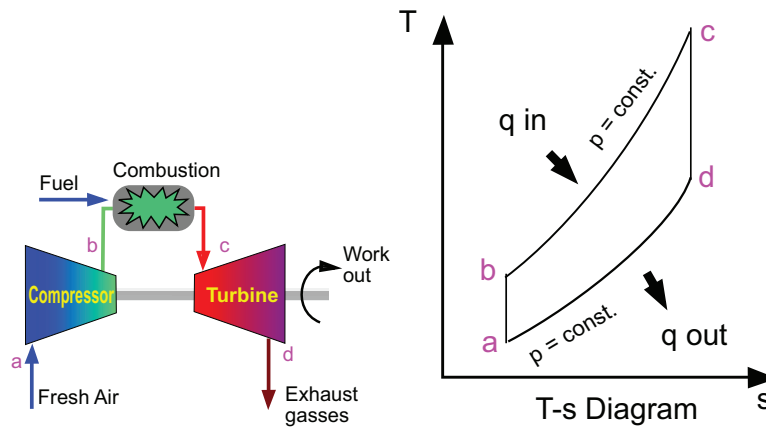 Combustion
Fuel
b
c
Work
out
Compressor
Turbine
a
d
Fresh Air
Exhaust
gasses
T
c
p = const.
q in
d
b
a
p = const.
q out
T-s Diagram
s